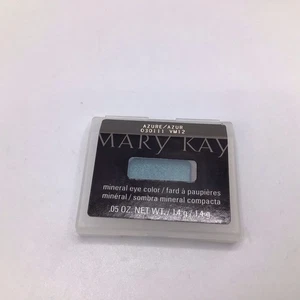 AZURE/AZUR
030111 VM12
MARY KAY
mineral eye color / fard à paupières
minéral / sombra mineral compacta
.05 OZ. NET WT. / 1,4 g / 1.4 g